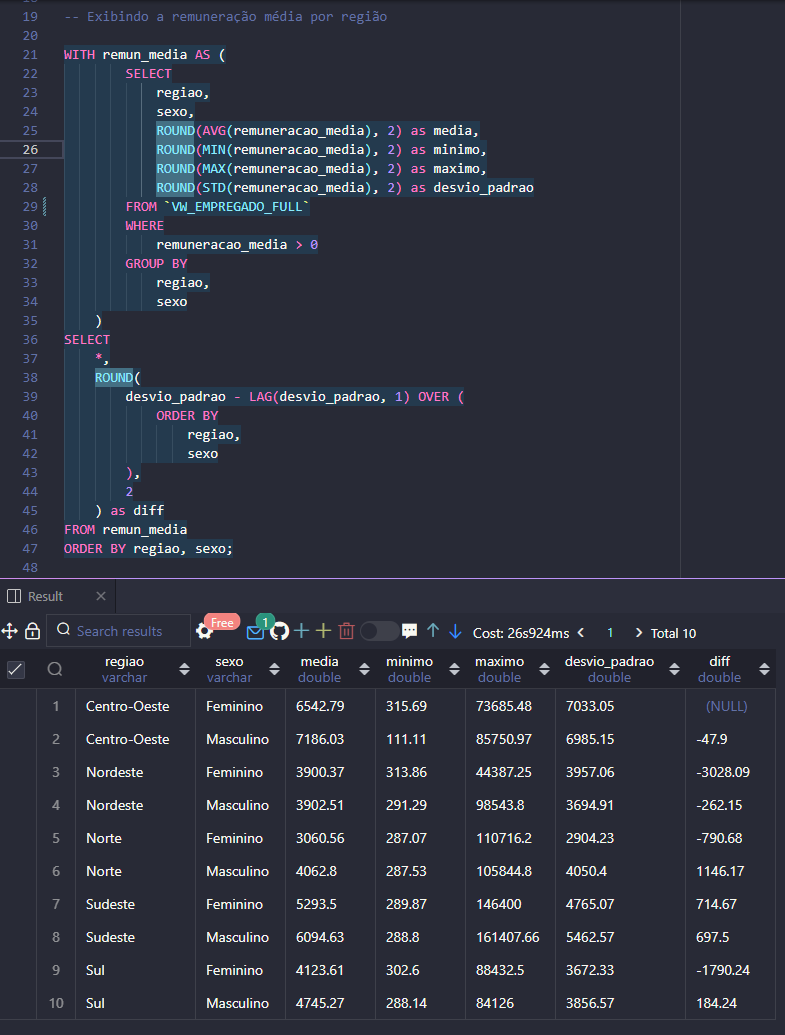 19 -- Exibindo a remuneração média por região
20
21 WITH remun_media AS (
22 SELECT
23 regiao,
24 sexo,
25 ROUND(AVG(remuneracao_media), 2) as media,
26 ROUND(MIN(remuneracao_media), 2) as minimo,
27 ROUND(MAX(remuneracao_media), 2) as maximo,
28 ROUND(STD(remuneracao_media), 2) as desvio_padrao
29 FROM `VW_EMPREGADO_FULL`
30 WHERE
31 remuneracao_media > 0
32 GROUP BY
33 regiao,
34 sexo
35 )
36 SELECT
37 *,
38 ROUND(
39 desvio_padrao - LAG(desvio_padrao, 1) OVER (
40 ORDER BY
41 regiao,
42 sexo
43 ),
44 2
45 ) as diff
46 FROM remun_media
47 ORDER BY regiao, sexo;
48
Result
Search results Free 1 Cost: 26s924ms < 1 > Total 10
regiao sexo media minimo maximo desvio_padrao diff
varchar varchar double double double double double
1 Centro-Oeste Feminino 6542.79 315.69 73685.48 7033.05 (NULL)
2 Centro-Oeste Masculino 7186.03 111.11 85750.97 6985.15 -47.9
3 Nordeste Feminino 3900.37 313.86 44387.25 3957.06 -3028.09
4 Nordeste Masculino 3902.51 291.29 98543.8 3694.91 -262.15
5 Norte Feminino 3060.56 287.07 110716.2 2904.23 -790.68
6 Norte Masculino 4062.8 287.53 105844.8 4050.4 1146.17
7 Sudeste Feminino 5293.5 289.87 146400 4765.07 714.67
8 Sudeste Masculino 6094.63 288.8 161407.66 5462.57 697.5
9 Sul Feminino 4123.61 302.6 88432.5 3672.33 -1790.24
10 Sul Masculino 4745.27 288.14 84126 3856.57 184.24